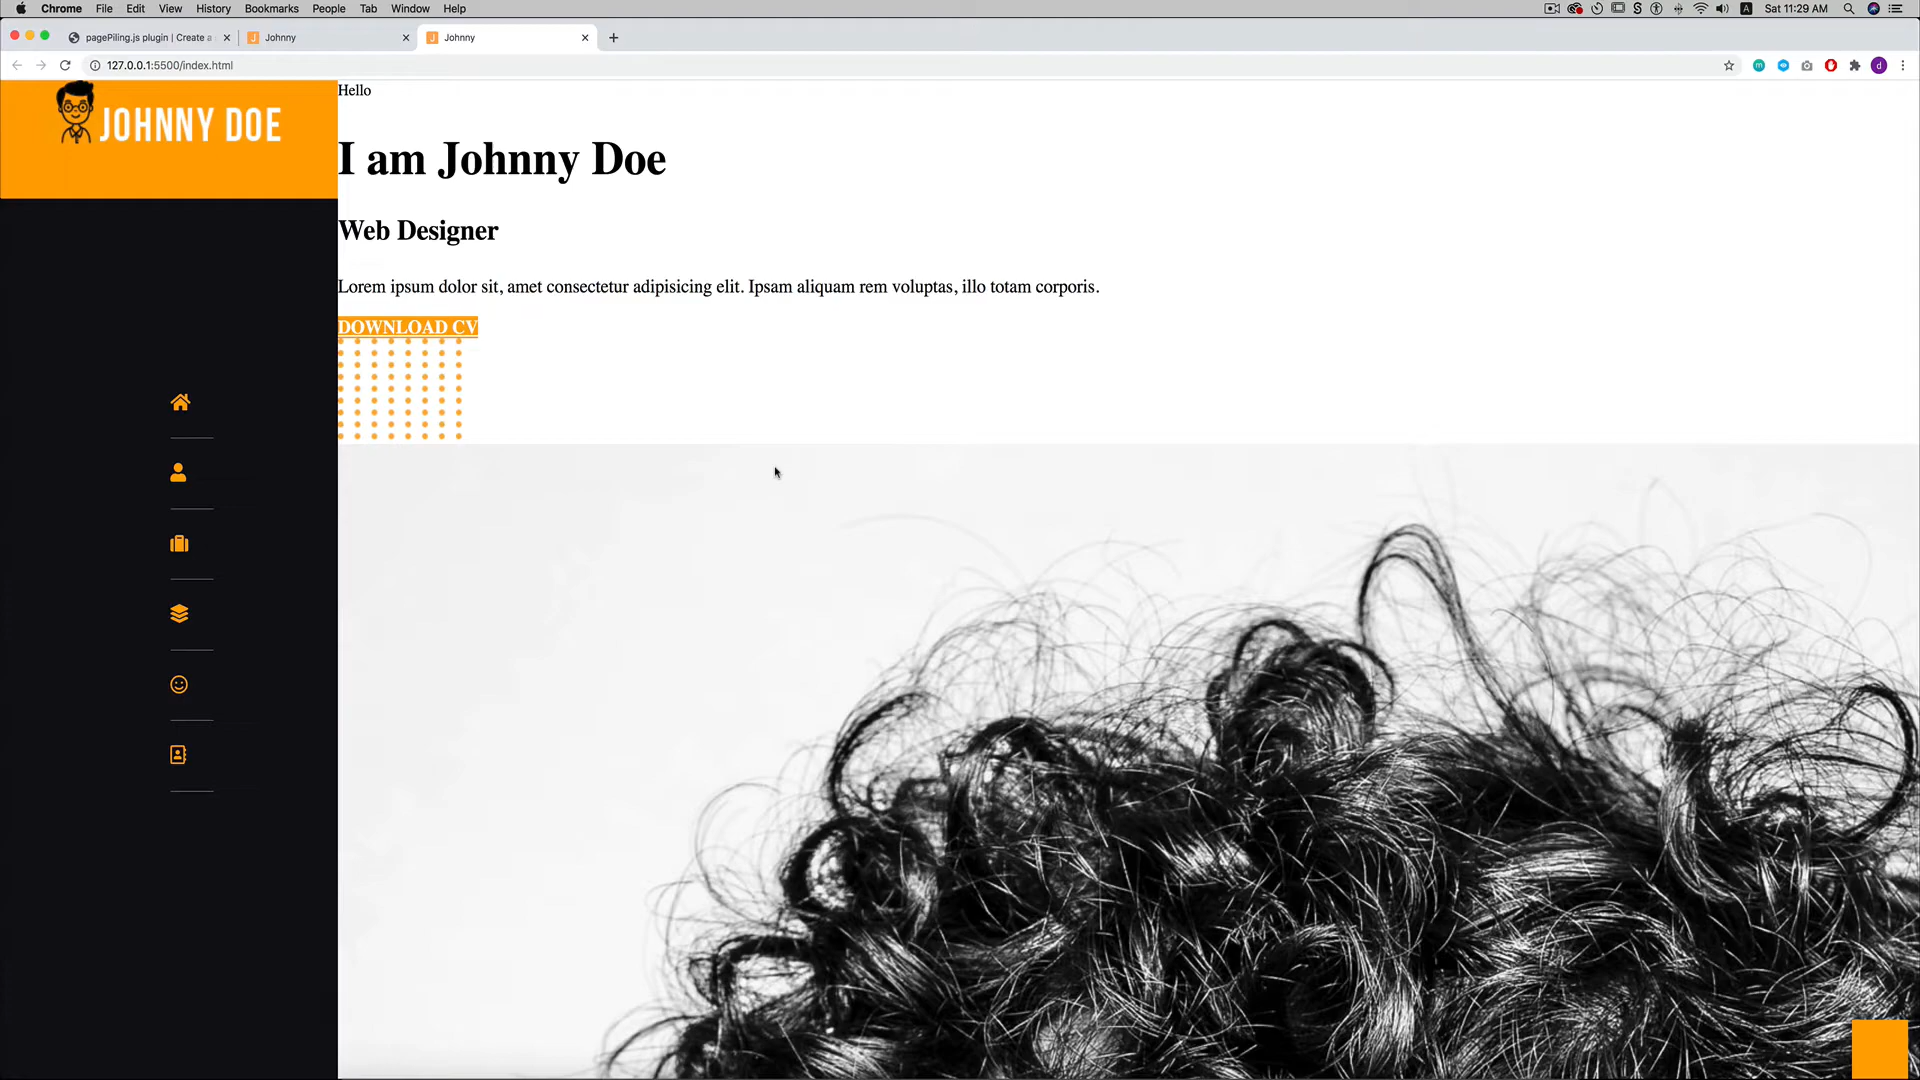 Chrome File Edit View History Bookmarks People Tab Window Help
A Sat 11:29 AM
pagePiling.js plugin | Create a
J Johnny
J Johnny
127.0.0.1:5500/index.html
m
d
JOHNNY DOE
Hello
I am Johnny Doe
Web Designer
Lorem ipsum dolor sit, amet consectetur adipisicing elit. Ipsam aliquam rem voluptas, illo totam corporis.
DOWNLOAD CV